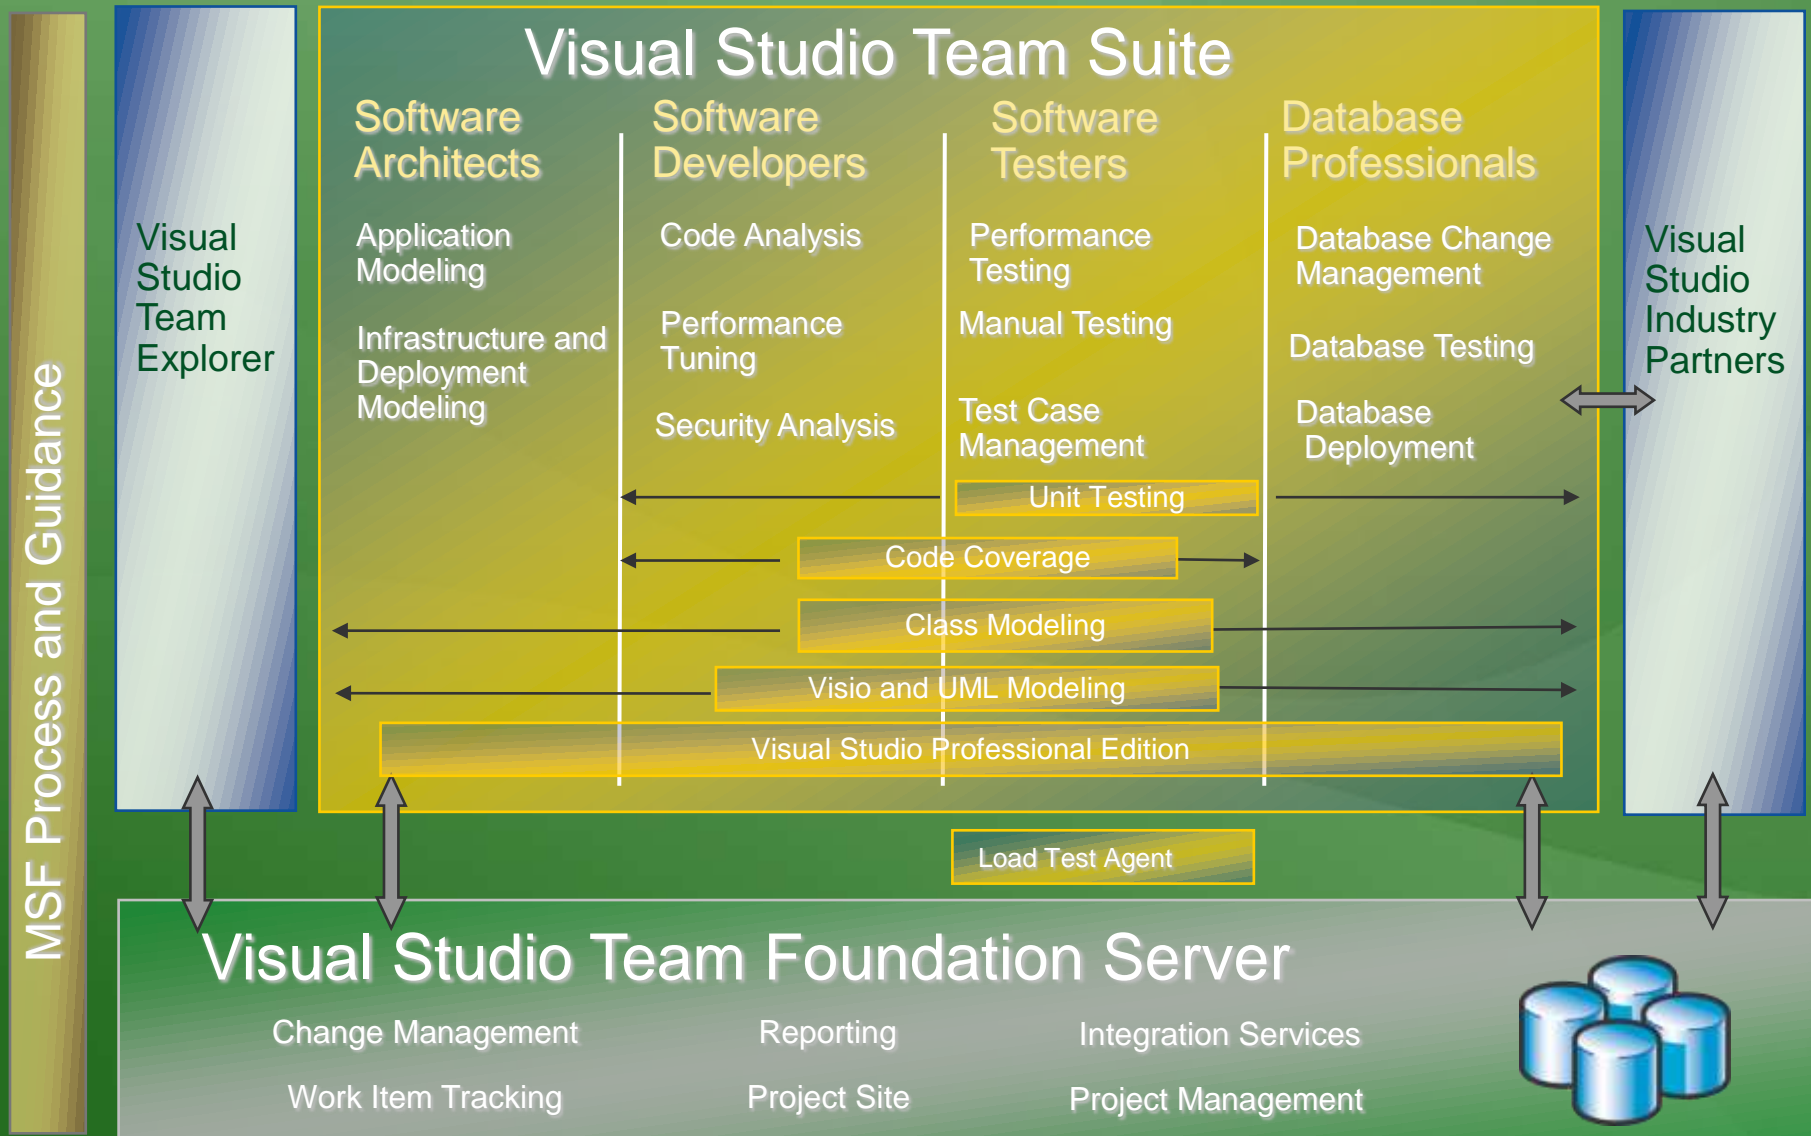 MSF Process and Guidance
Visual
Studio
Team
Explorer
Visual Studio Team Suite
Software
Architects
Application
Modeling
Infrastructure and
Deployment
Modeling
Software
Developers
Code Analysis
Performance
Tuning
Security Analysis
Software
Testers
Performance
Testing
Manual Testing
Test Case
Management
Database
Professionals
Database Change
Management
Database Testing
Database
Deployment
Unit Testing
Code Coverage
Class Modeling
Visio and UML Modeling
Visual Studio Professional Edition
Visual
Studio
Industry
Partners
Load Test Agent
Visual Studio Team Foundation Server
Change Management
Reporting
Integration Services
Work Item Tracking
Project Site
Project Management